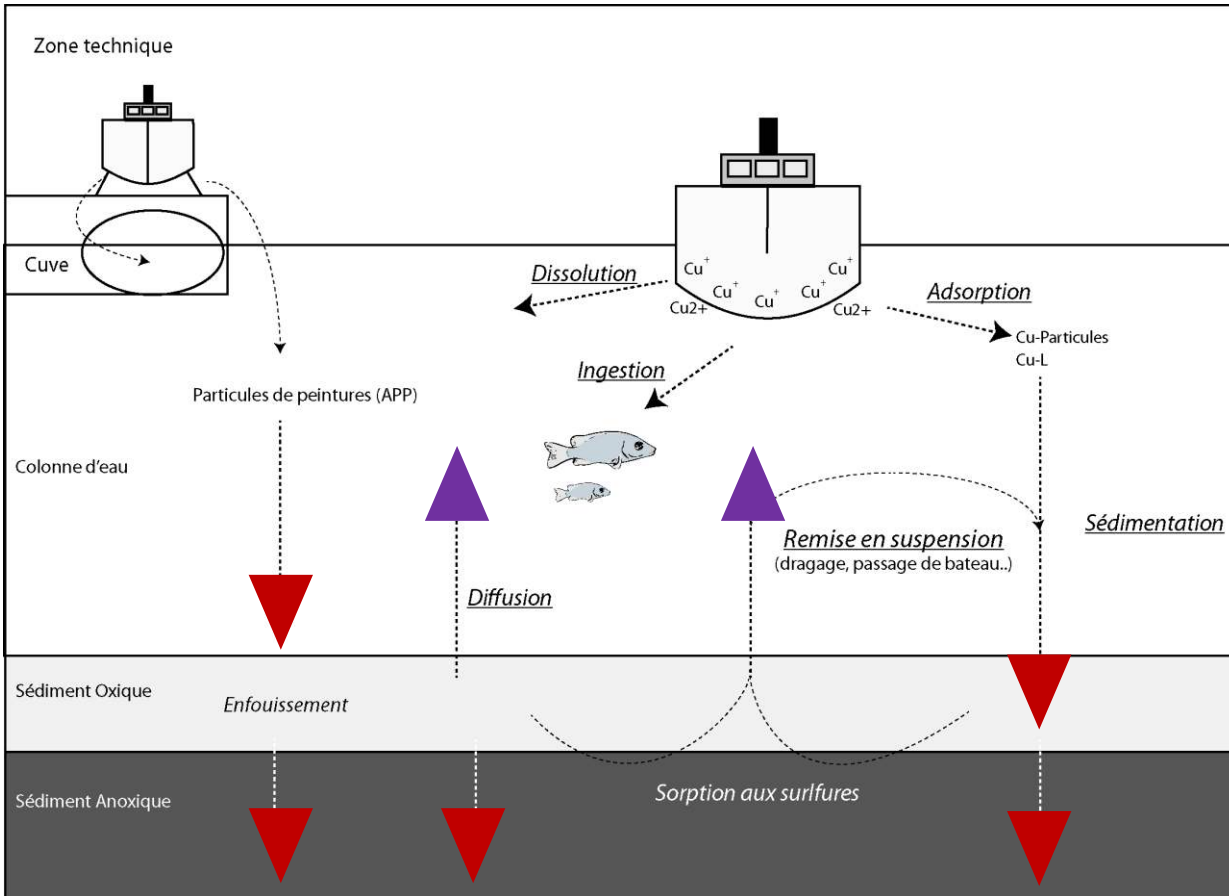 Zone technique
Cuve
Dissolution
Cu+
Cu+
Cu+
Cu+
Cu+
Cu2+
Cu2+
Adsorption
Cu-Particules
Cu-L
Ingestion
Particules de peintures (APP)
Colonne d'eau
Sédimentation
Remise en suspension
(dragage, passage de bateau..)
Diffusion
Sédiment Oxique
Enfouissement
Sédiment Anoxique
Sorption aux surlfures